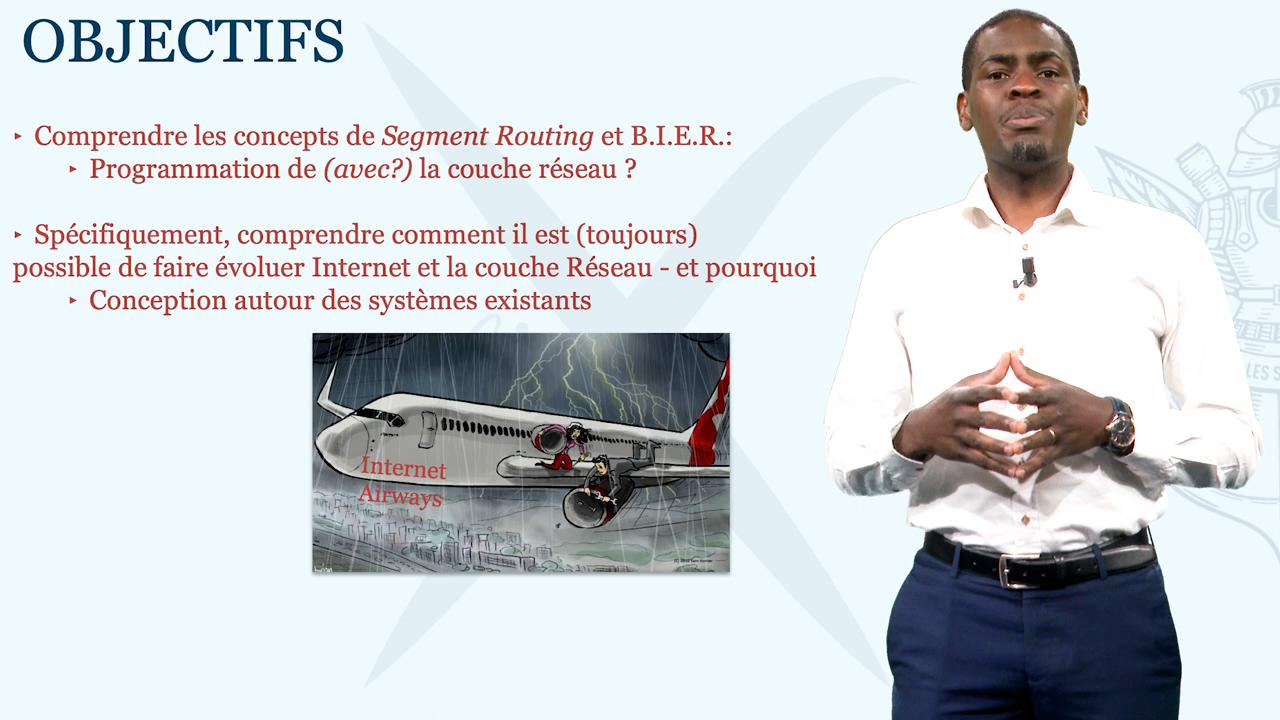 OBJECTIFS
‣ Comprendre les concepts de Segment Routing et B.I.E.R.:
‣ Programmation de (avec?) la couche réseau ?
‣ Spécifiquement, comprendre comment il est (toujours)
possible de faire évoluer Internet et la couche Réseau - et pourquoi
‣ Conception autour des systèmes existants
Internet
Airways
LES S